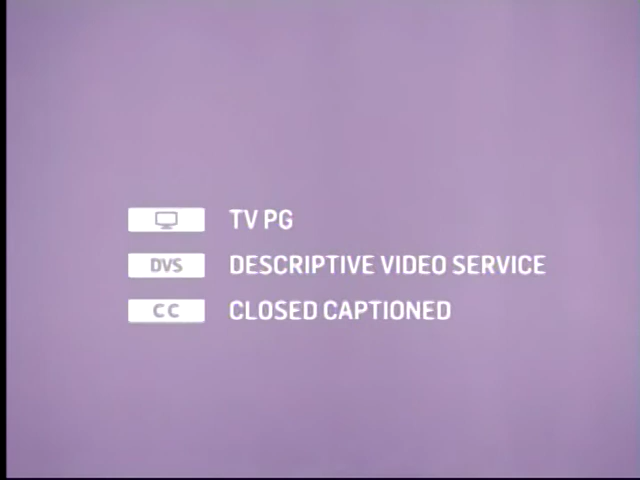 TV PG
DVS DESCRIPTIVE VIDEO SERVICE
CC CLOSED CAPTIONED